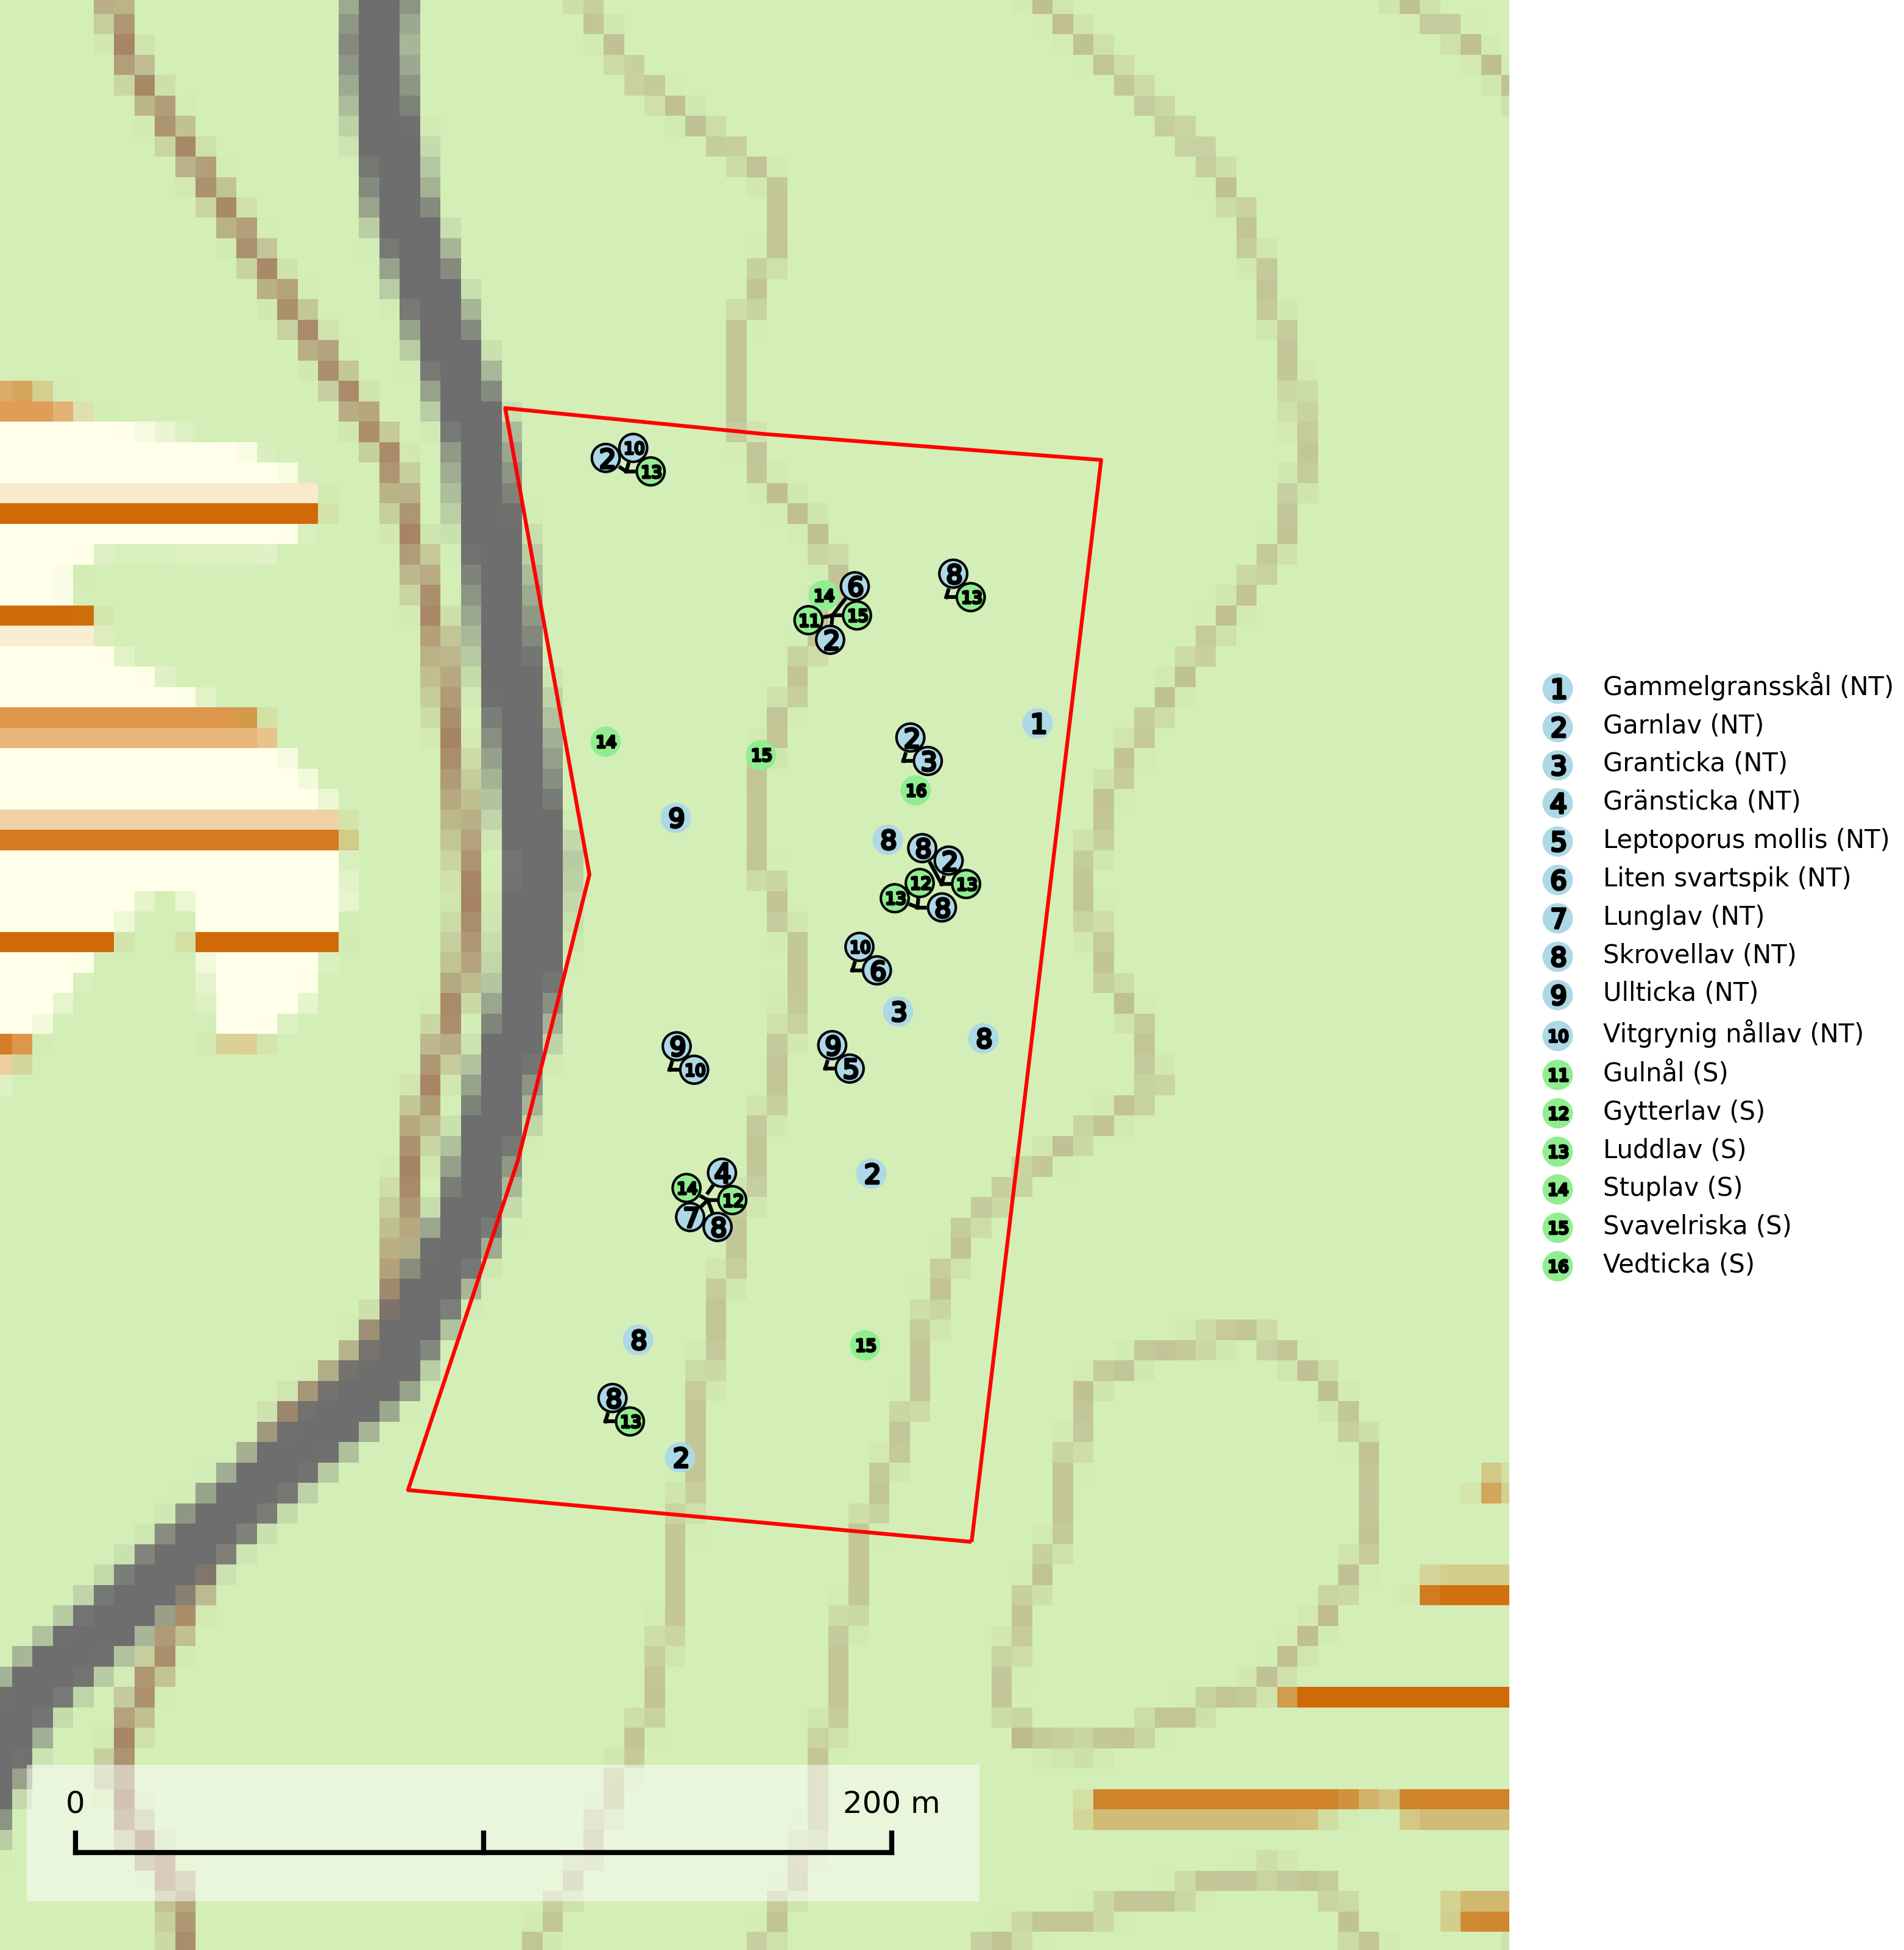 2 10 13
6 14 11 15 2
8 13
1
2 3
14
15
16
9
8
8 2
12 13
13 8
10 6
3
8
9 10
9 5
4 14 12
7 8
2
8
15
8 13
2
0 200 m
1 Gammelgransskål (NT)
2 Garnlav (NT)
3 Granticka (NT)
4 Gränsticka (NT)
5 Leptoporus mollis (NT)
6 Liten svartspik (NT)
7 Lunglav (NT)
8 Skrovellav (NT)
9 Ullticka (NT)
10 Vitgrynig nållav (NT)
11 Gulnål (S)
12 Gytterlav (S)
13 Luddlav (S)
14 Stuplav (S)
15 Svavelriska (S)
16 Vedticka (S)